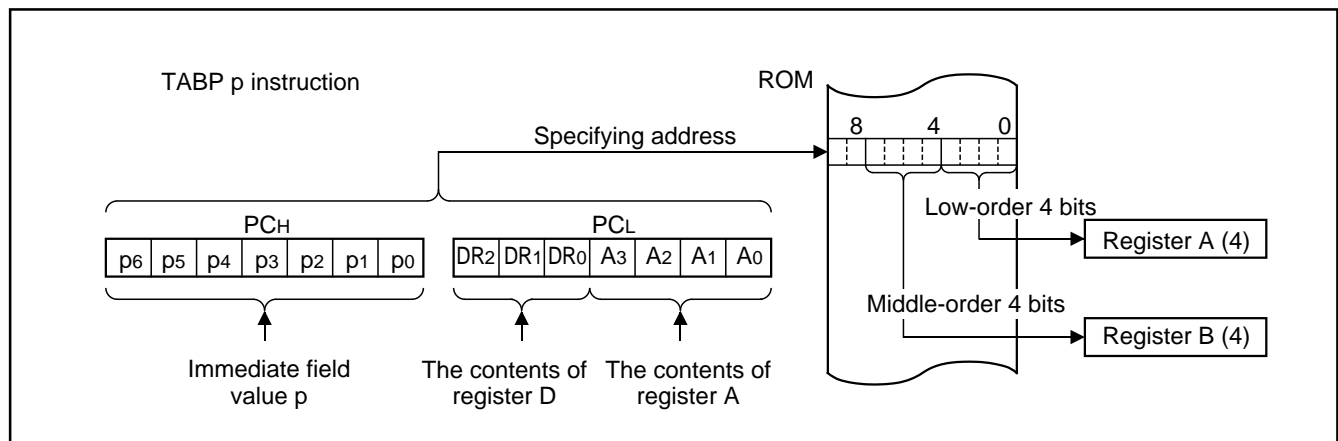 TABP p instruction
ROM
Specifying address
8 4 0
Low-order 4 bits
Register A (4)
Middle-order 4 bits
Register B (4)
PCH
PCL
p6 p5 p4 p3 p2 p1 p0
DR2 DR1 DR0 A3 A2 A1 A0
Immediate field
value p
The contents of
register D
The contents of
register A